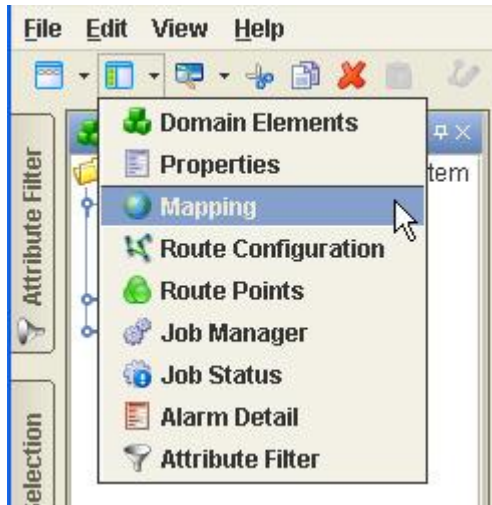 File Edit View Help
Domain Elements
Properties
tem
Mapping
Route Configuration
Route Points
Job Manager
Job Status
Alarm Detail
Attribute Filter
Attribute Filter
election